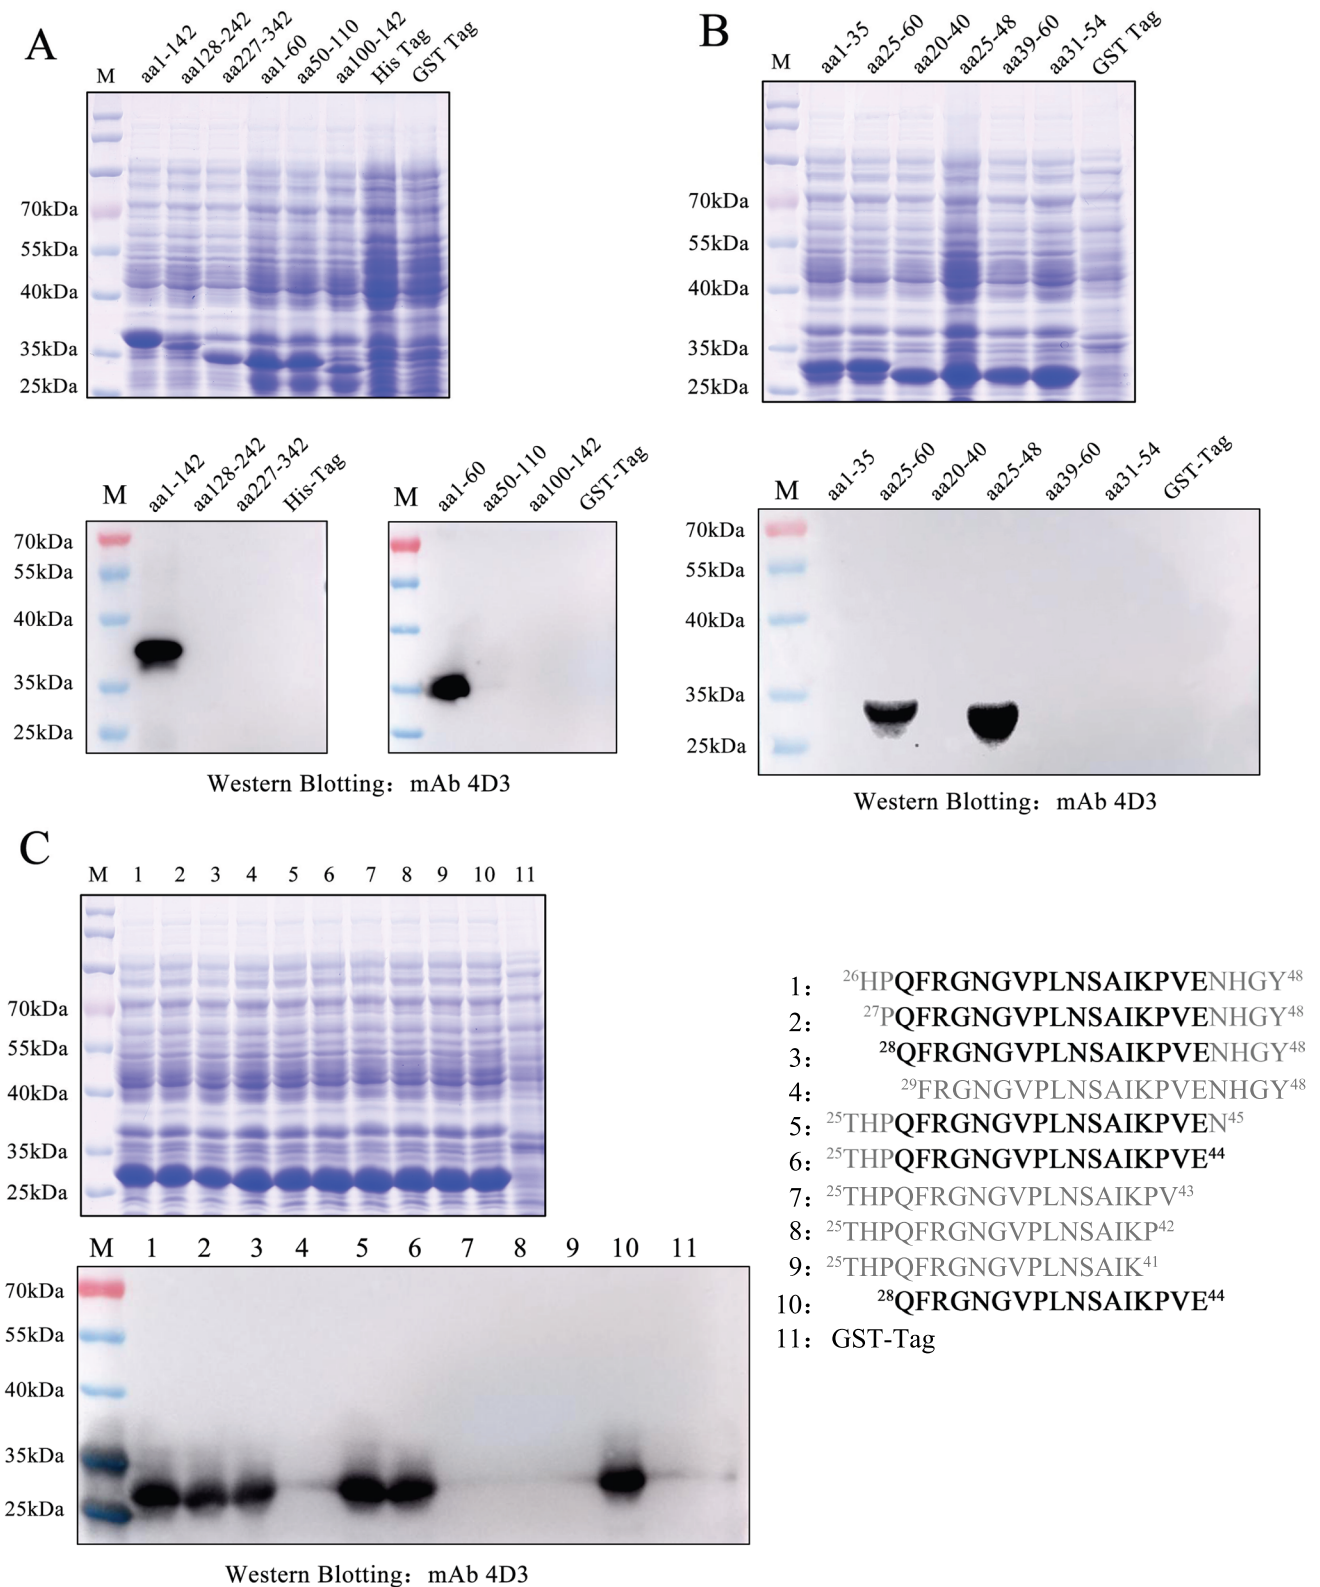 A
M aa1-142 aa128-242 aa227-342 aa1-60 aa50-110 aa100-142 His Tag GST Tag
70kDa
55kDa
40kDa
35kDa
25kDa
M aa1-142 aa128-242 aa227-342 His-Tag
70kDa
55kDa
40kDa
35kDa
25kDa
M aa1-60 aa50-110 aa100-142 GST-Tag
Western Blotting: mAb 4D3
B
M aa1-35 aa25-60 aa20-40 aa25-48 aa39-60 aa31-54 GST Tag
70kDa
55kDa
40kDa
35kDa
25kDa
M aa1-35 aa25-60 aa20-40 aa25-48 aa39-60 aa31-54 GST-Tag
70kDa
55kDa
40kDa
35kDa
25kDa
Western Blotting: mAb 4D3
C
M 1 2 3 4 5 6 7 8 9 10 11
70kDa
55kDa
40kDa
35kDa
25kDa
M 1 2 3 4 5 6 7 8 9 10 11
70kDa
55kDa
40kDa
35kDa
25kDa
Western Blotting: mAb 4D3
1: 26HPQFRGNGVPLNSAIKPVENHGY48
2: 27PQFRGNGVPLNSAIKPVENHGY48
3: 28QFRGNGVPLNSAIKPVENHGY48
4: 29FRGNGVPLNSAIKPVENHGY48
5: 25THPQFRGNGVPLNSAIKPVEN45
6: 25THPQFRGNGVPLNSAIKPVE44
7: 25THPQFRGNGVPLNSAIKPV43
8: 25THPQFRGNGVPLNSAIKP42
9: 25THPQFRGNGVPLNSAIK41
10: 28QFRGNGVPLNSAIKPVE44
11: GST-Tag